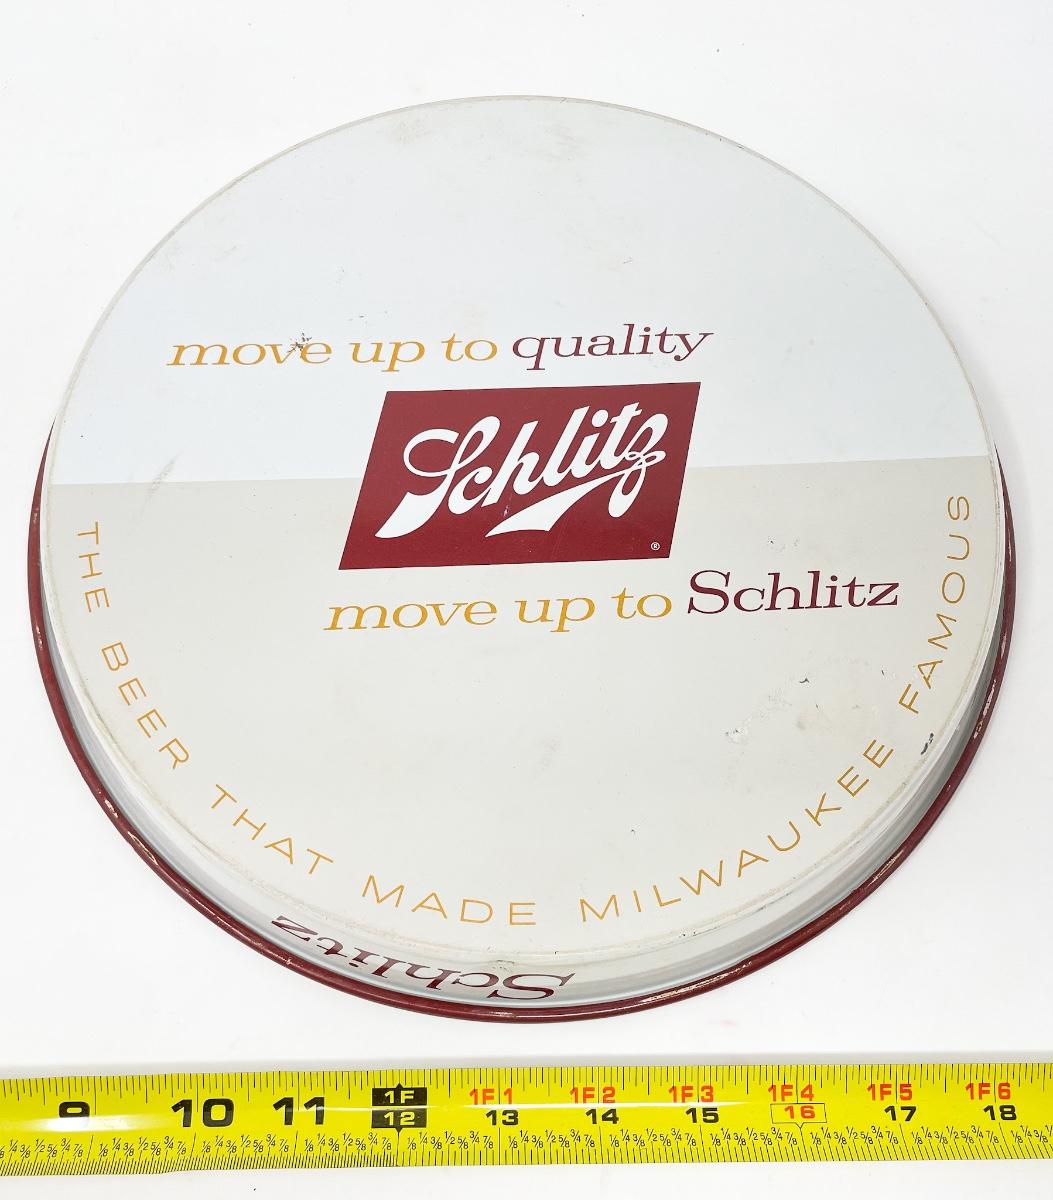 move up to quality
Schlitz
®
move up to Schlitz
THE BEER THAT MADE MILWAUKEE FAMOUS
Schlitz
1F 1F1 1F2 1F3 1F4 1F5 1F6
9 10 11 12 13 14 15 16 17 18